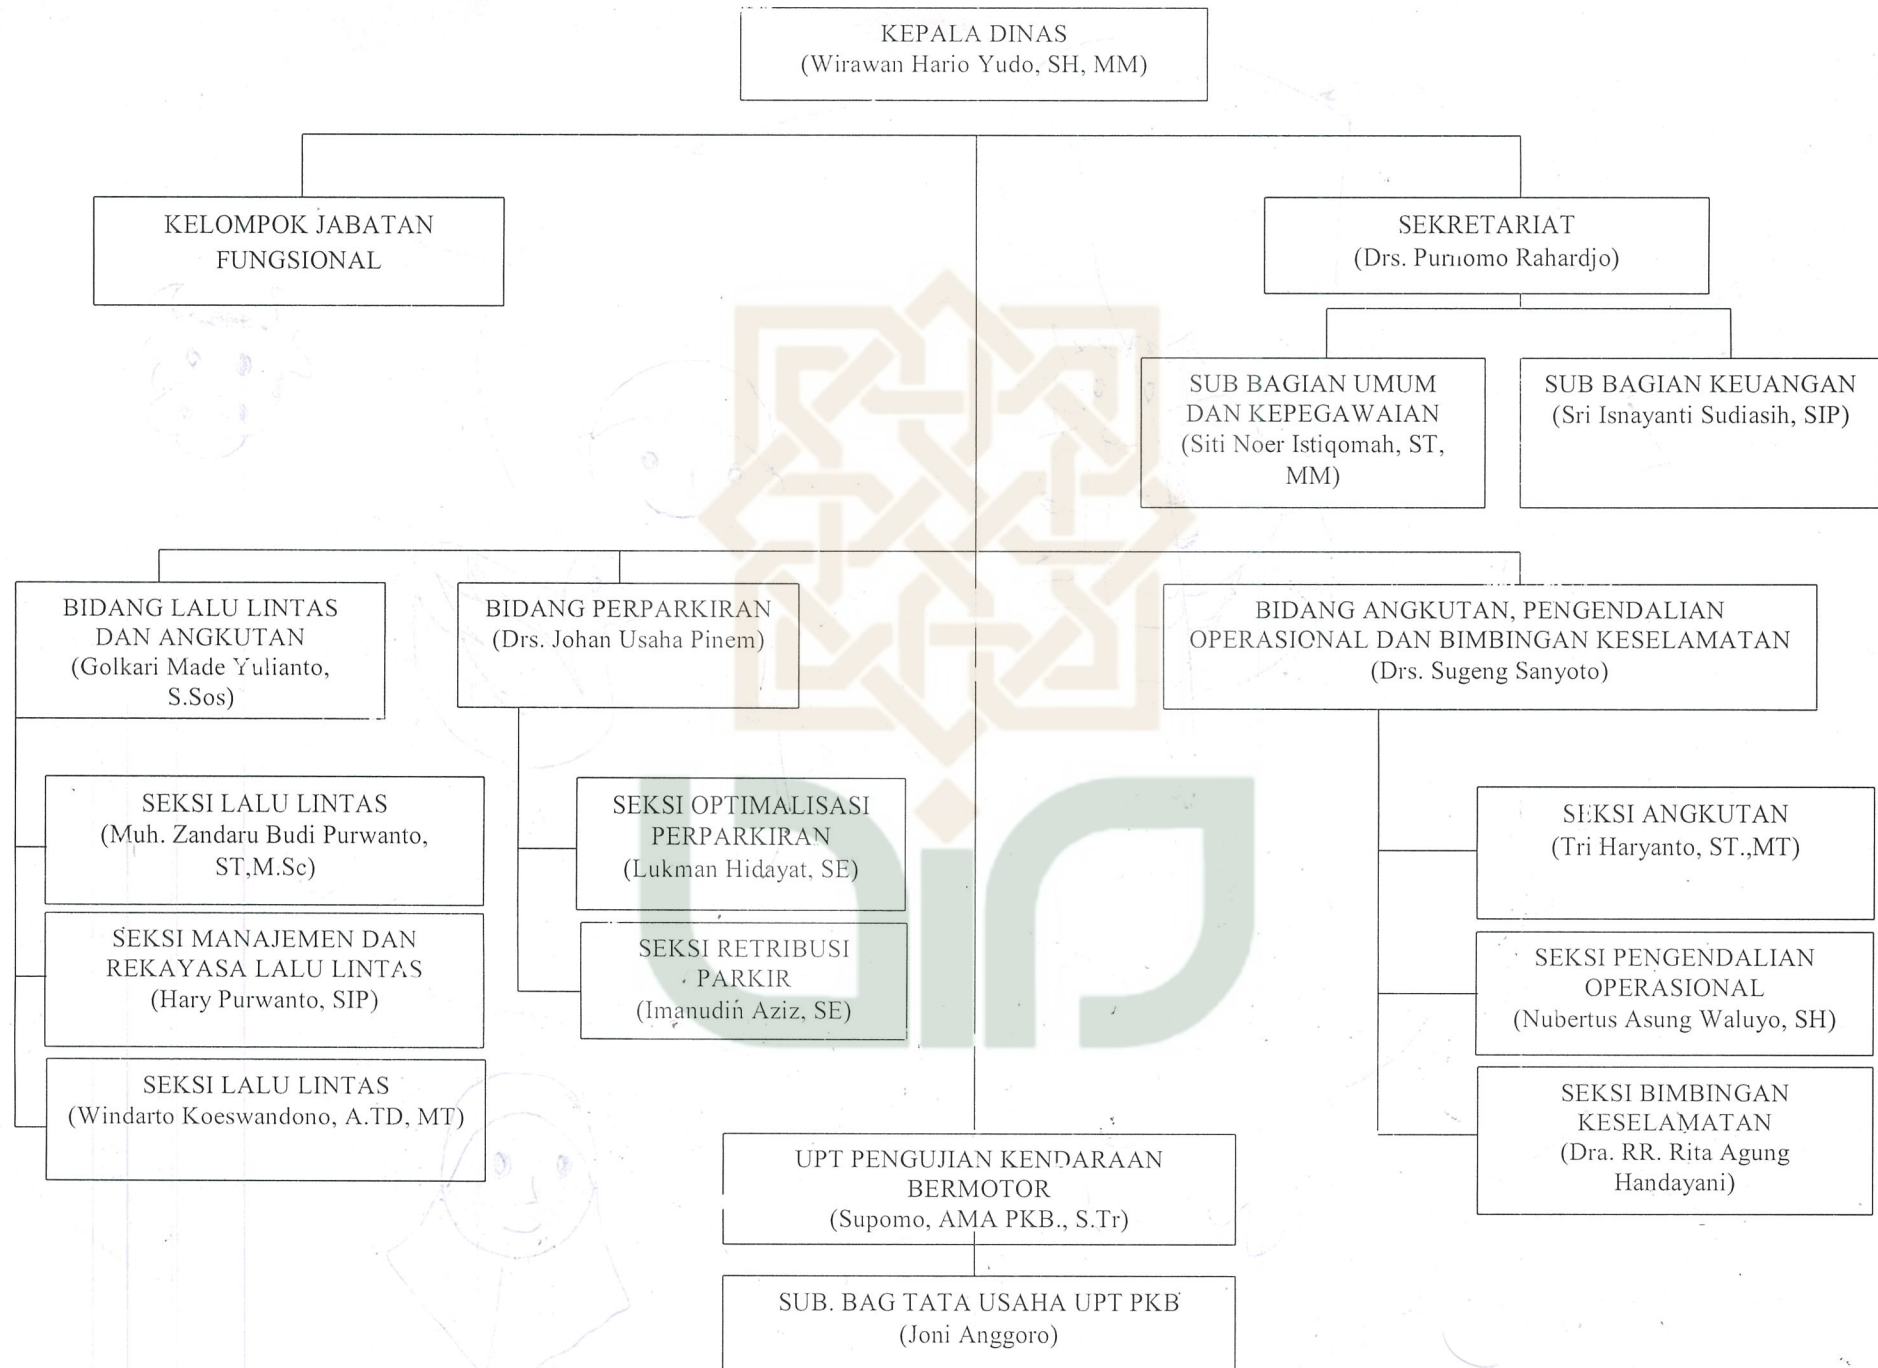 KEPALA DINAS
(Wirawan Hario Yudo, SH, MM)
KELOMPOK JABATAN
FUNGSIONAL
SEKRETARIAT
(Drs. Purnomo Rahardjo)
SUB BAGIAN UMUM
DAN KEPEGAWAIAN
(Siti Noer Istiqomah, ST,
MM)
SUB BAGIAN KEUANGAN
(Sri Isnayanti Sudiasih, SIP)
BIDANG LALU LINTAS
DAN ANGKUTAN
(Golkari Made Yulianto,
S.Sos)
BIDANG PERPARKIRAN
(Drs. Johan Usaha Pinem)
BIDANG ANGKUTAN, PENGENDALIAN
OPERASIONAL DAN BIMBINGAN KESELAMATAN
(Drs. Sugeng Sanyoto)
SEKSI LALU LINTAS
(Muh. Zandaru Budi Purwanto,
ST,M.Sc)
SEKSI MANAJEMEN DAN
REKAYASA LALU LINTAS
(Hary Purwanto, SIP)
SEKSI LALU LINTAS
(Windarto Koeswandono, A.TD, MT)
SEKSI OPTIMALISASI
PERPARKIRAN
(Lukman Hidayat, SE)
SEKSI RETRIBUSI
PARKIR
(Imanudin Aziz, SE)
SEKSI ANGKUTAN
(Tri Haryanto, ST.,MT)
SEKSI PENGENDALIAN
OPERASIONAL
(Nubertus Asung Waluyo, SH)
SEKSI BIMBINGAN
KESELAMATAN
(Dra. RR. Rita Agung
Handayani)
UPT PENGUJIAN KENDARAAN
BERMOTOR
(Supomo, AMA PKB., S.Tr)
SUB. BAG TATA USAHA UPT PKB
(Joni Anggoro)